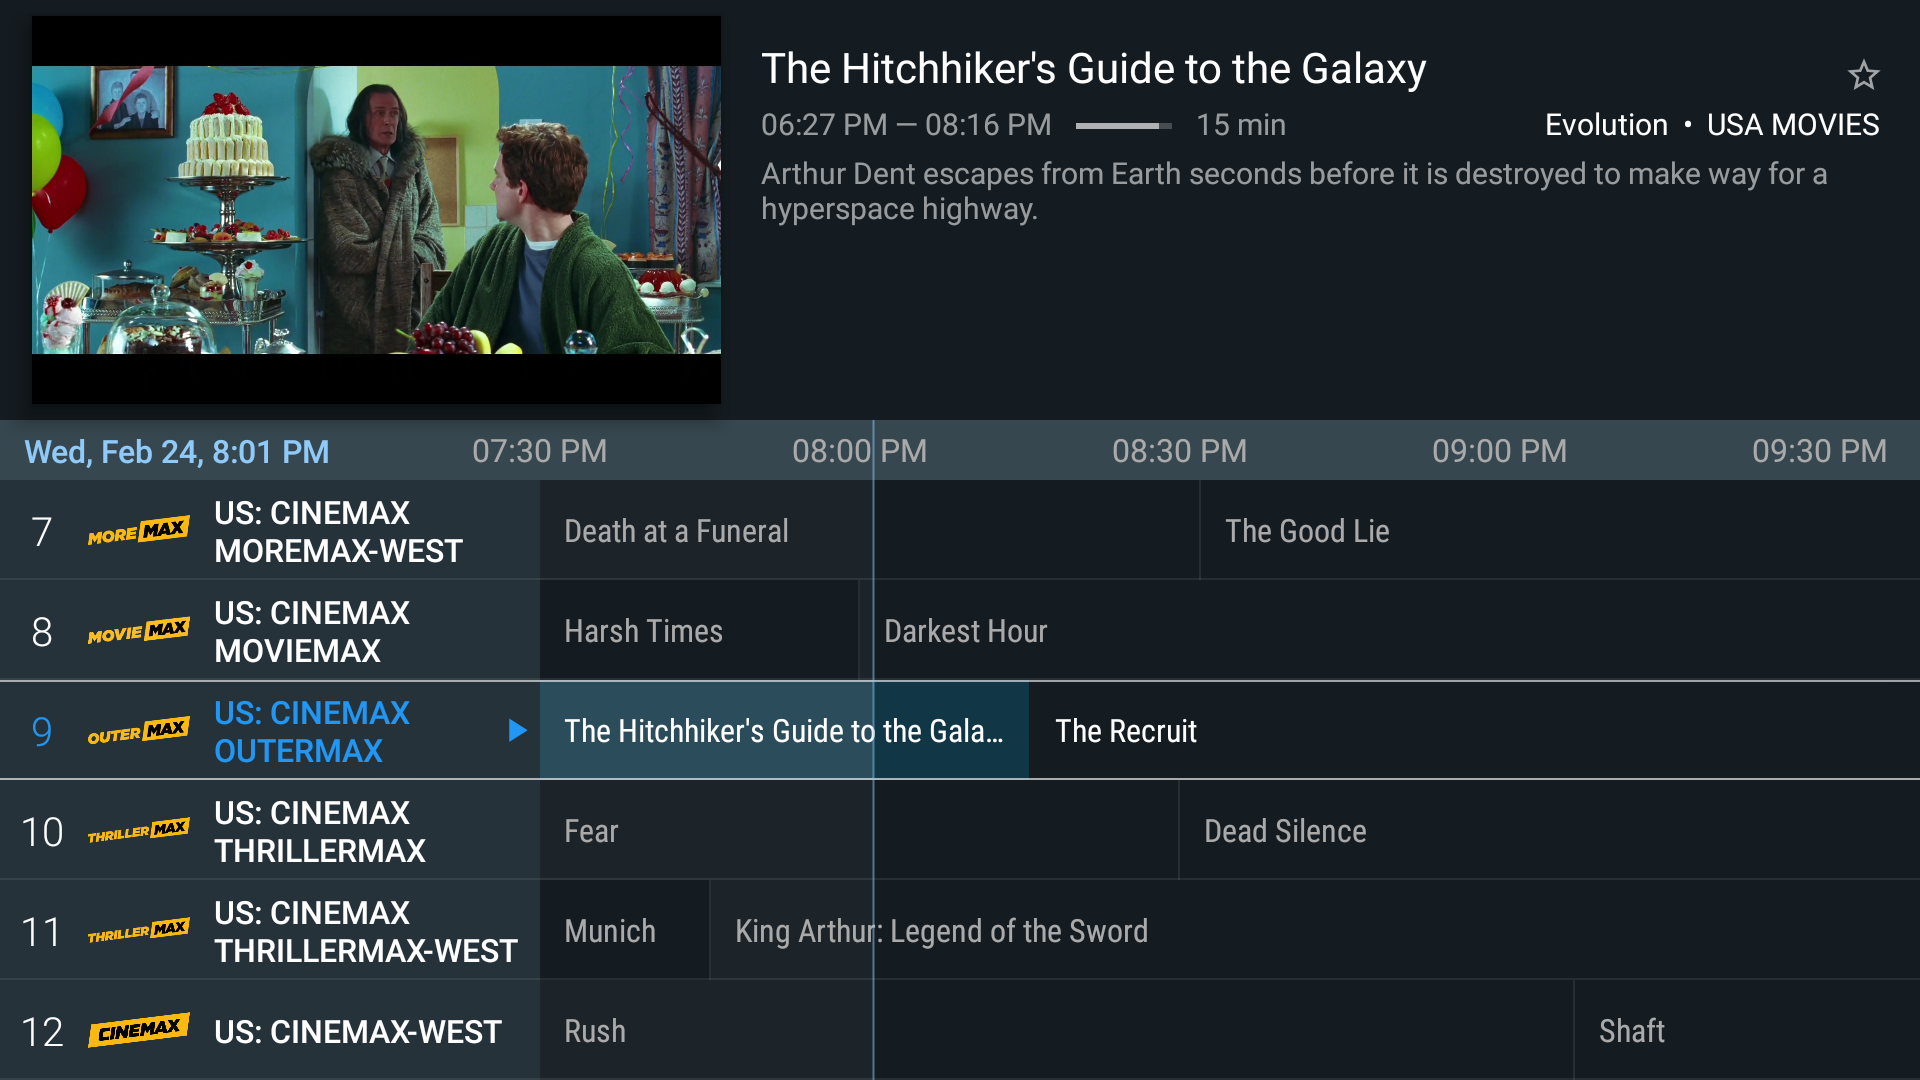 The Hitchhiker's Guide to the Galaxy
06:27 PM — 08:16 PM 15 min Evolution • USA MOVIES
Arthur Dent escapes from Earth seconds before it is destroyed to make way for a
hyperspace highway.
Wed, Feb 24, 8:01 PM 07:30 PM 08:00 PM 08:30 PM 09:00 PM 09:30 PM
7 MORE MAX US: CINEMAX
MOREMAX-WEST
Death at a Funeral The Good Lie
8 MOVIE MAX US: CINEMAX
MOVIEMAX
Harsh Times Darkest Hour
9 OUTER MAX US: CINEMAX
OUTERMAX
The Hitchhiker's Guide to the Gala... The Recruit
10 THRILLER MAX US: CINEMAX
THRILLERMAX
Fear Dead Silence
11 THRILLER MAX US: CINEMAX
THRILLERMAX-WEST
Munich King Arthur: Legend of the Sword
12 CINEMAX US: CINEMAX-WEST
Rush Shaft